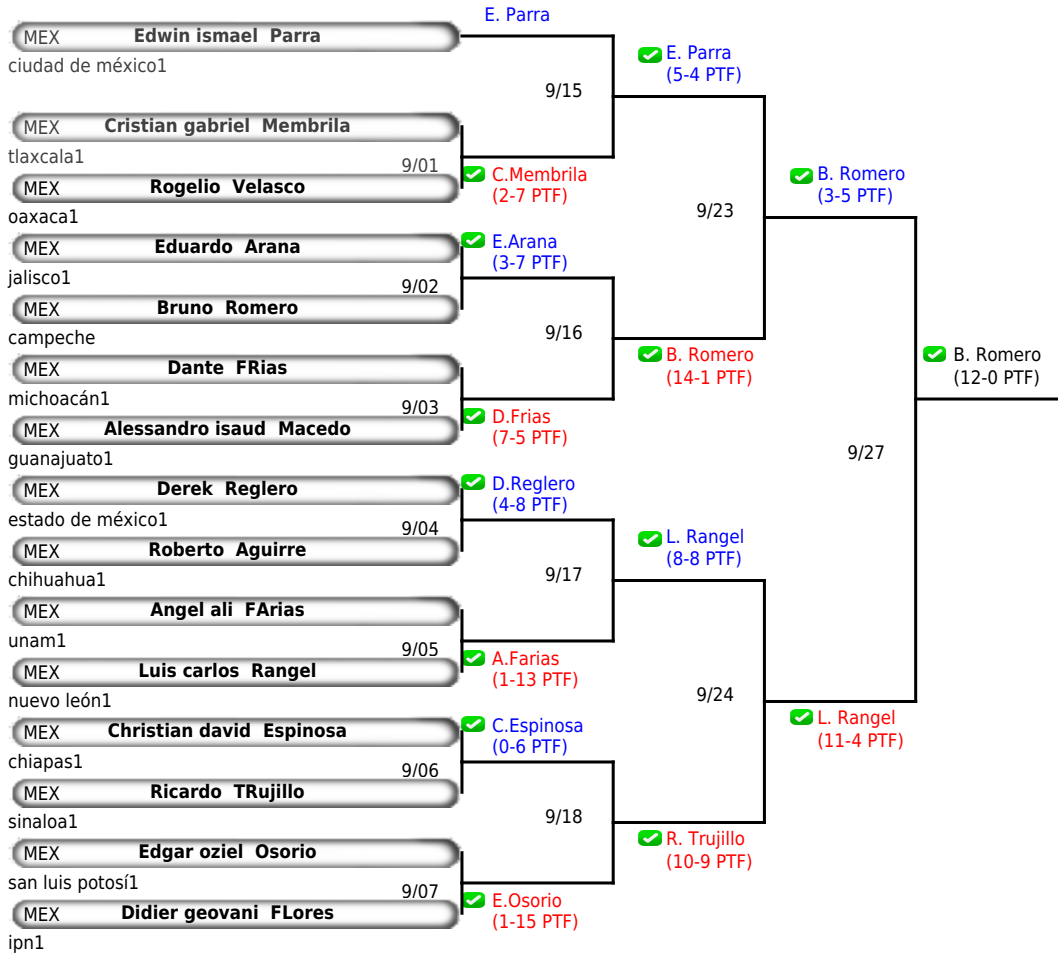 E. Parra
MEX Edwin ismael Parra
ciudad de méxico1
E. Parra
(5-4 PTF)
9/15
MEX Cristian gabriel Membrila
tlaxcala1
9/01
C.Membrila
(2-7 PTF)
MEX Rogelio Velasco
oaxaca1
B. Romero
(3-5 PTF)
9/23
MEX Eduardo Arana
jalisco1
E.Arana
(3-7 PTF)
9/02
MEX Bruno Romero
campeche
9/16
B. Romero
(14-1 PTF)
B. Romero
(12-0 PTF)
MEX Dante FRias
michoacán1
9/03
D.Frias
(7-5 PTF)
MEX Alessandro isaud Macedo
guanajuato1
9/27
MEX Derek Reglero
estado de méxico1
D.Reglero
(4-8 PTF)
9/04
MEX Roberto Aguirre
chihuahua1
L. Rangel
(8-8 PTF)
9/17
MEX Angel ali FArias
unam1
9/05
A.Farias
(1-13 PTF)
MEX Luis carlos Rangel
nuevo león1
9/24
L. Rangel
(11-4 PTF)
MEX Christian david Espinosa
chiapas1
C.Espinosa
(0-6 PTF)
9/06
MEX Ricardo TRujillo
sinaloa1
9/18
R. Trujillo
(10-9 PTF)
MEX Edgar oziel Osorio
san luis potosí1
9/07
E.Osorio
(1-15 PTF)
MEX Didier geovani FLores
ipn1